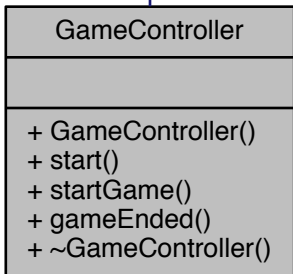 GameController
+ GameController()
+ start()
+ startGame()
+ gameEnded()
+ ~GameController()